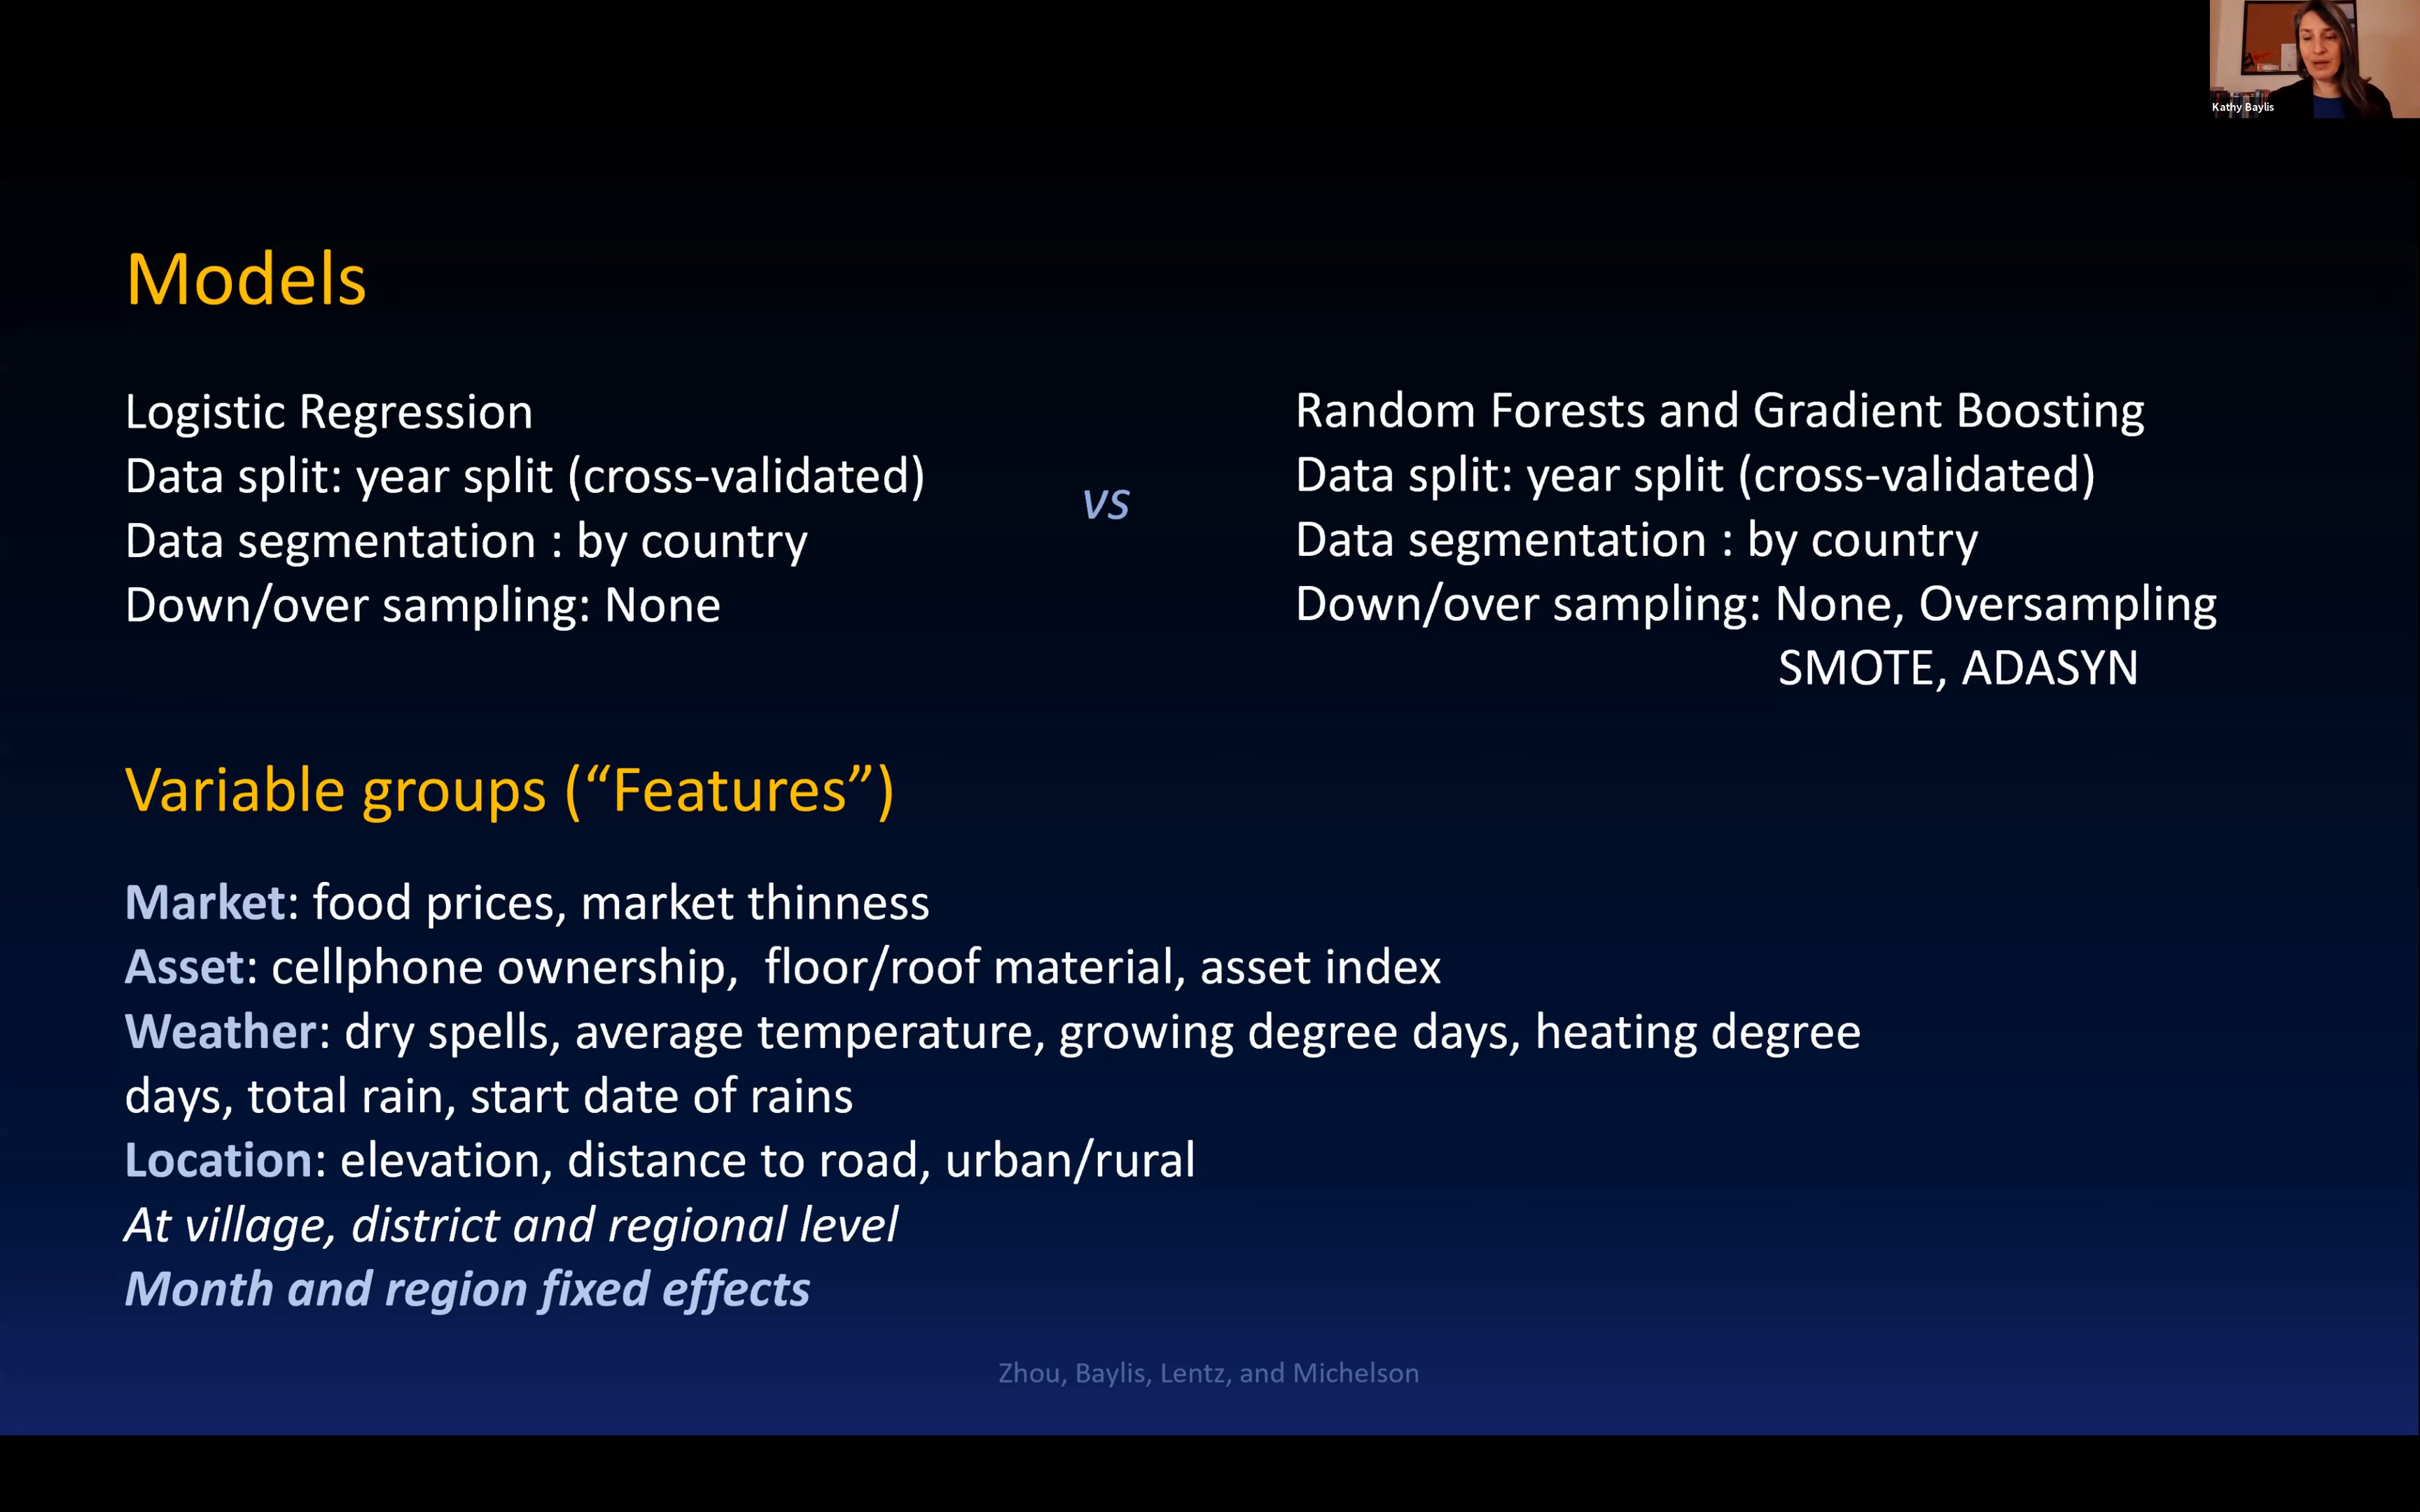 Kathy Baylis
Models
Logistic Regression
Data split: year split (cross-validated)
Data segmentation : by country
Down/over sampling: None
vs
Random Forests and Gradient Boosting
Data split: year split (cross-validated)
Data segmentation : by country
Down/over sampling: None, Oversampling
SMOTE, ADASYN
Variable groups (“Features”)
Market: food prices, market thinness
Asset: cellphone ownership, floor/roof material, asset index
Weather: dry spells, average temperature, growing degree days, heating degree
days, total rain, start date of rains
Location: elevation, distance to road, urban/rural
At village, district and regional level
Month and region fixed effects
Zhou, Baylis, Lentz, and Michelson